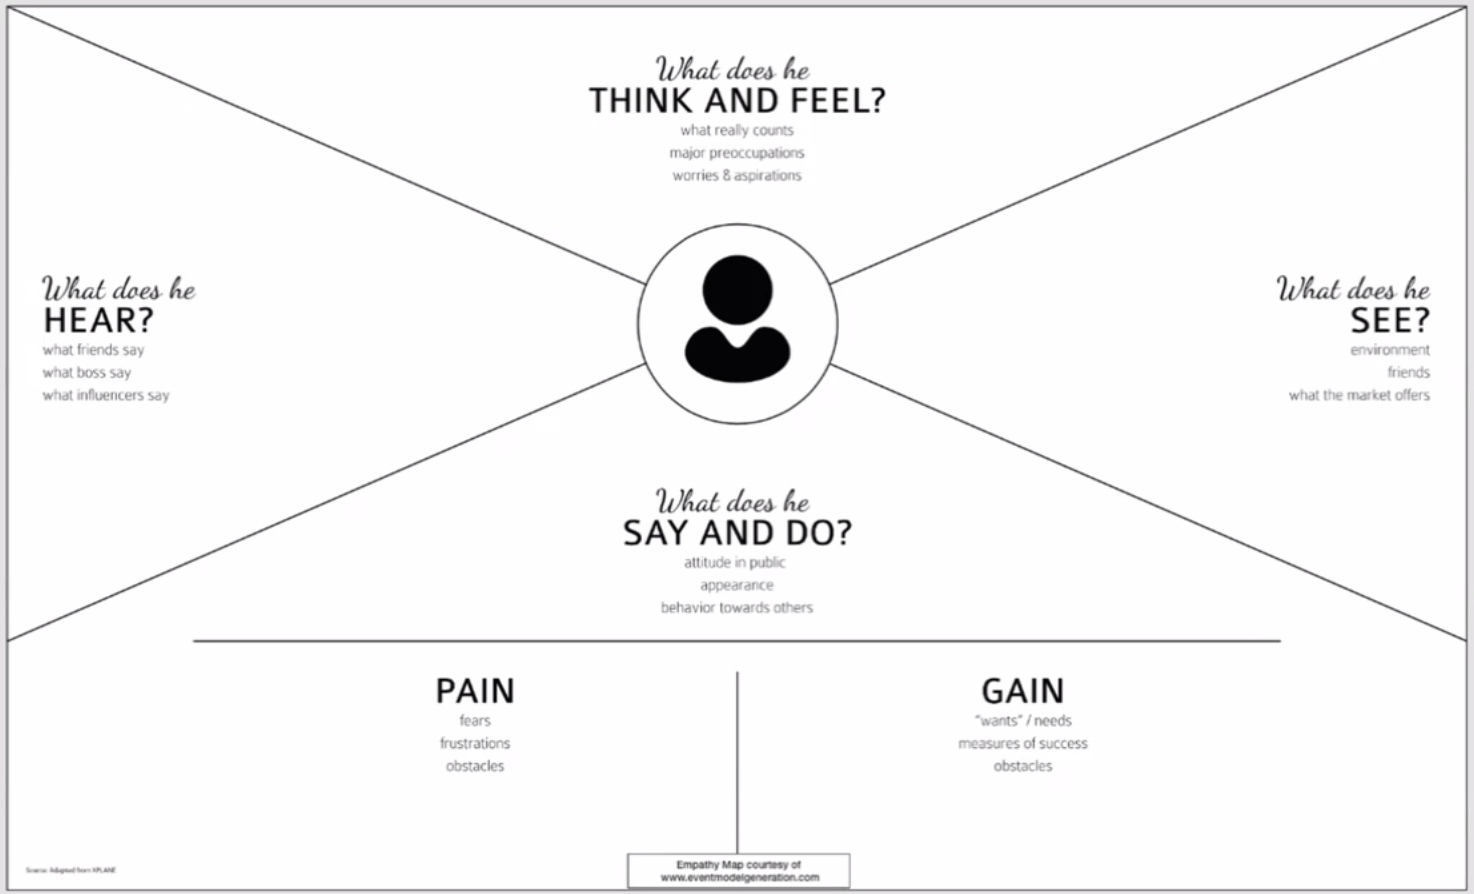 What does he
THINK AND FEEL?
what really counts
major preoccupations
worries & aspirations
What does he
HEAR?
what friends say
what boss say
what influencers say
What does he
SEE?
environment
friends
what the market offers
What does he
SAY AND DO?
attitude in public
appearance
behavior towards others
PAIN
fears
frustrations
obstacles
GAIN
“wants” / needs
measures of success
obstacles
Source: Adapted from XPLANE
Empathy Map courtesy of
www.eventmodelgeneration.com